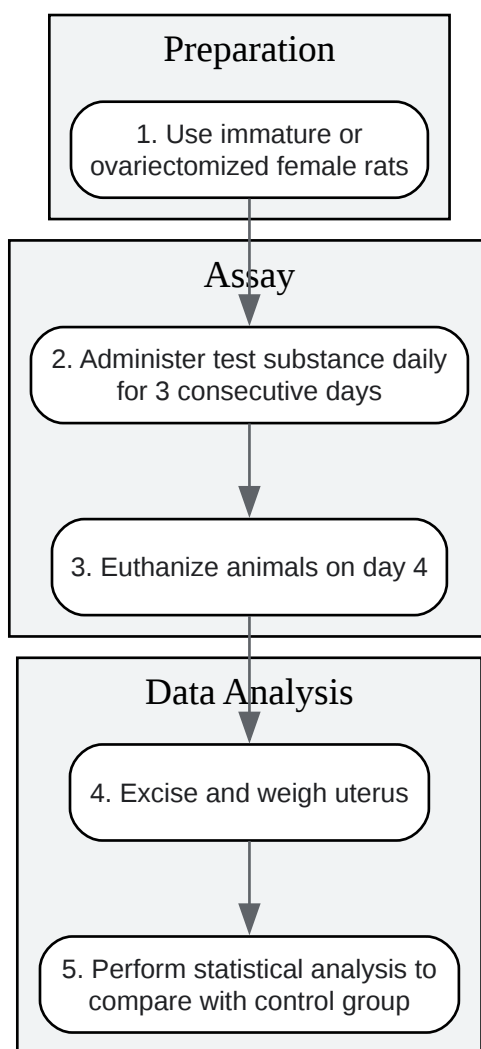 Preparation
1. Use immature or
ovariectomized female rats
Assay
2. Administer test substance daily
for 3 consecutive days
3. Euthanize animals on day 4
Data Analysis
4. Excise and weigh uterus
5. Perform statistical analysis to
compare with control group